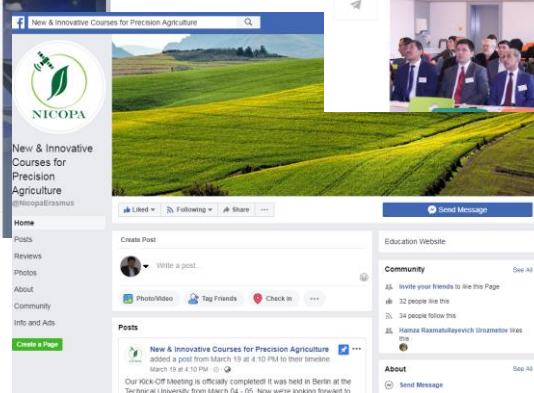 New & Innovative Courses for Precision Agriculture
NICOPA
New & Innovative
Courses for
Precision
Agriculture
@NicopaErasmus
Home
Posts
Reviews
Photos
About
Community
Info and Ads
Create a Page
Liked
Following
Share
Send Message
Create Post
Write a post...
Photo/Video
Tag Friends
Check in
Posts
New & Innovative Courses for Precision Agriculture
added a post from March 19 at 4:10 PM to their timeline.
March 19 at 4:10 PM
Our Kick-Off Meeting is officially completed! It was held in Berlin at the
Technical University from March 04 - 05. Now we're looking forward to
Education Website
Community
See All
Invite your friends to like this Page
32 people like this
34 people follow this
Hamza Raxmatullayevich Urozmetov likes
this
About
See All
Send Message